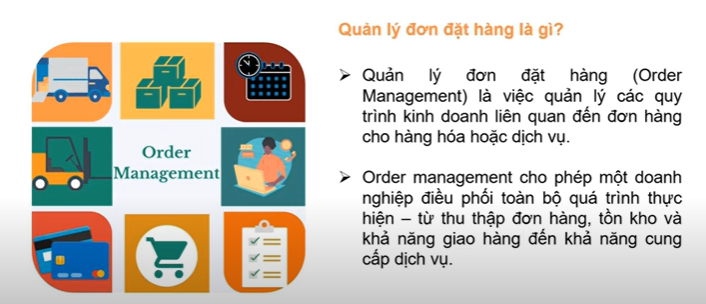 Quản lý đơn đặt hàng là gì?
Order
Management
➤ Quản lý đơn đặt hàng (Order
Management) là việc quản lý các quy
trình kinh doanh liên quan đến đơn hàng
cho hàng hóa hoặc dịch vụ.
➤ Order management cho phép một doanh
nghiệp điều phối toàn bộ quá trình thực
hiện – từ thu thập đơn hàng, tồn kho và
khả năng giao hàng đến khả năng cung
cấp dịch vụ.